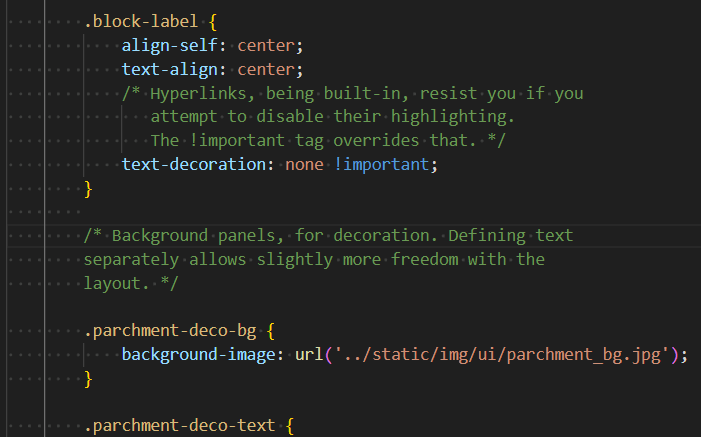 .block-label {
align-self: center;
text-align: center;
/* Hyperlinks, being built-in, resist you if you
attempt to disable their highlighting.
The !important tag overrides that. */
text-decoration: none !important;
}
/* Background panels, for decoration. Defining text
separately allows slightly more freedom with the
layout. */
.parchment-deco-bg {
background-image: url('../static/img/ui/parchment_bg.jpg');
}
.parchment-deco-text {